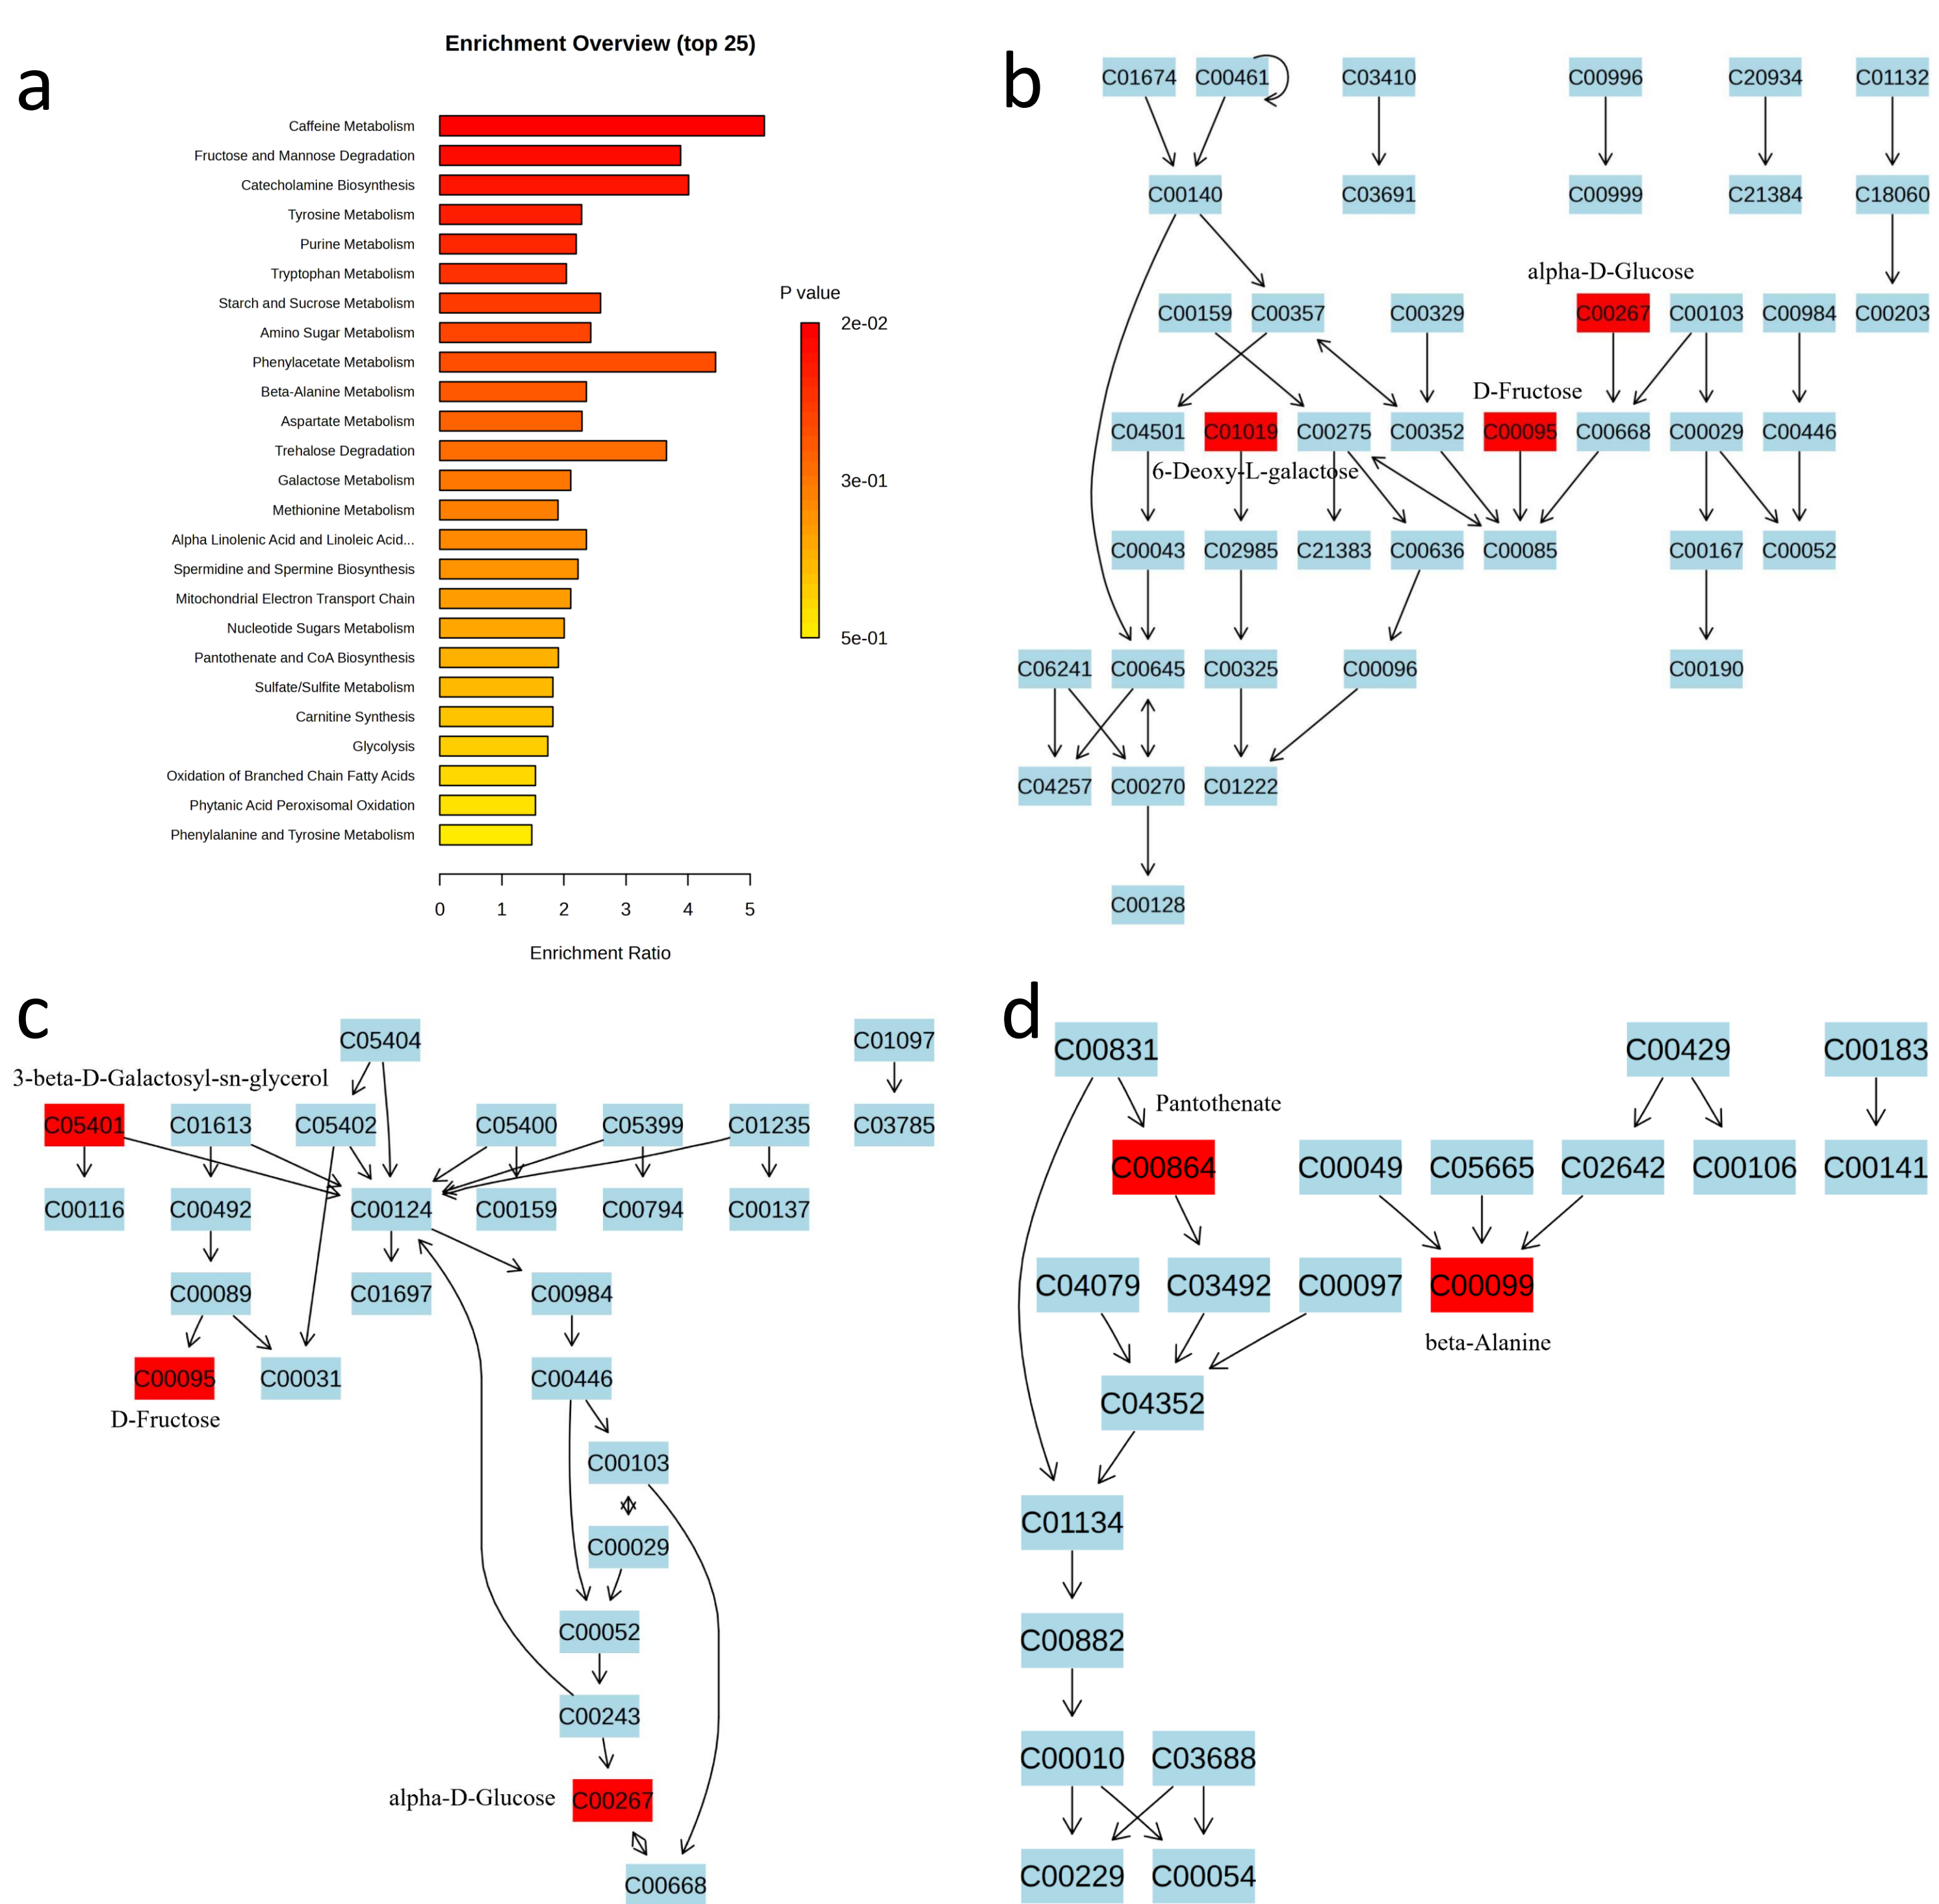 a
Enrichment Overview (top 25)
Caffeine Metabolism
Fructose and Mannose Degradation
Catecholamine Biosynthesis
Tyrosine Metabolism
Purine Metabolism
Tryptophan Metabolism
Starch and Sucrose Metabolism
Amino Sugar Metabolism
Phenylacetate Metabolism
Beta-Alanine Metabolism
Aspartate Metabolism
Trehalose Degradation
Galactose Metabolism
Methionine Metabolism
Alpha Linolenic Acid and Linoleic Acid...
Spermidine and Spermine Biosynthesis
Mitochondrial Electron Transport Chain
Nucleotide Sugars Metabolism
Pantothenate and CoA Biosynthesis
Sulfate/Sulfite Metabolism
Carnitine Synthesis
Glycolysis
Oxidation of Branched Chain Fatty Acids
Phytanic Acid Peroxisomal Oxidation
Phenylalanine and Tyrosine Metabolism
0 1 2 3 4 5
Enrichment Ratio
P value
2e-02
3e-01
5e-01
b
C01674 C00461 C03410 C00996 C20934 C01132
C00140 C03691 C00999 C21384 C18060
alpha-D-Glucose
C00159 C00357 C00329 C00267 C00103 C00984 C00203
D-Fructose
C04501 C01019 C00275 C00352 C00095 C00668 C00029 C00446
6-Deoxy-L-galactose
C00043 C02985 C21383 C00636 C00085 C00167 C00052
C06241 C00645 C00325 C00096 C00190
C04257 C00270 C01222
C00128
c
C05404 C01097
3-beta-D-Galactosyl-sn-glycerol
C05401 C01613 C05402 C05400 C05399 C01235 C03785
C00116 C00492 C00124 C00159 C00794 C00137
C00089 C01697 C00984
C00095 C00031 C00446
D-Fructose
C00103
C00029
C00052
C00243
alpha-D-Glucose C00267
C00668
d
C00831 C00429 C00183
Pantothenate
C00864 C00049 C05665 C02642 C00106 C00141
C04079 C03492 C00097 C00099
beta-Alanine
C04352
C01134
C00882
C00010 C03688
C00229 C00054